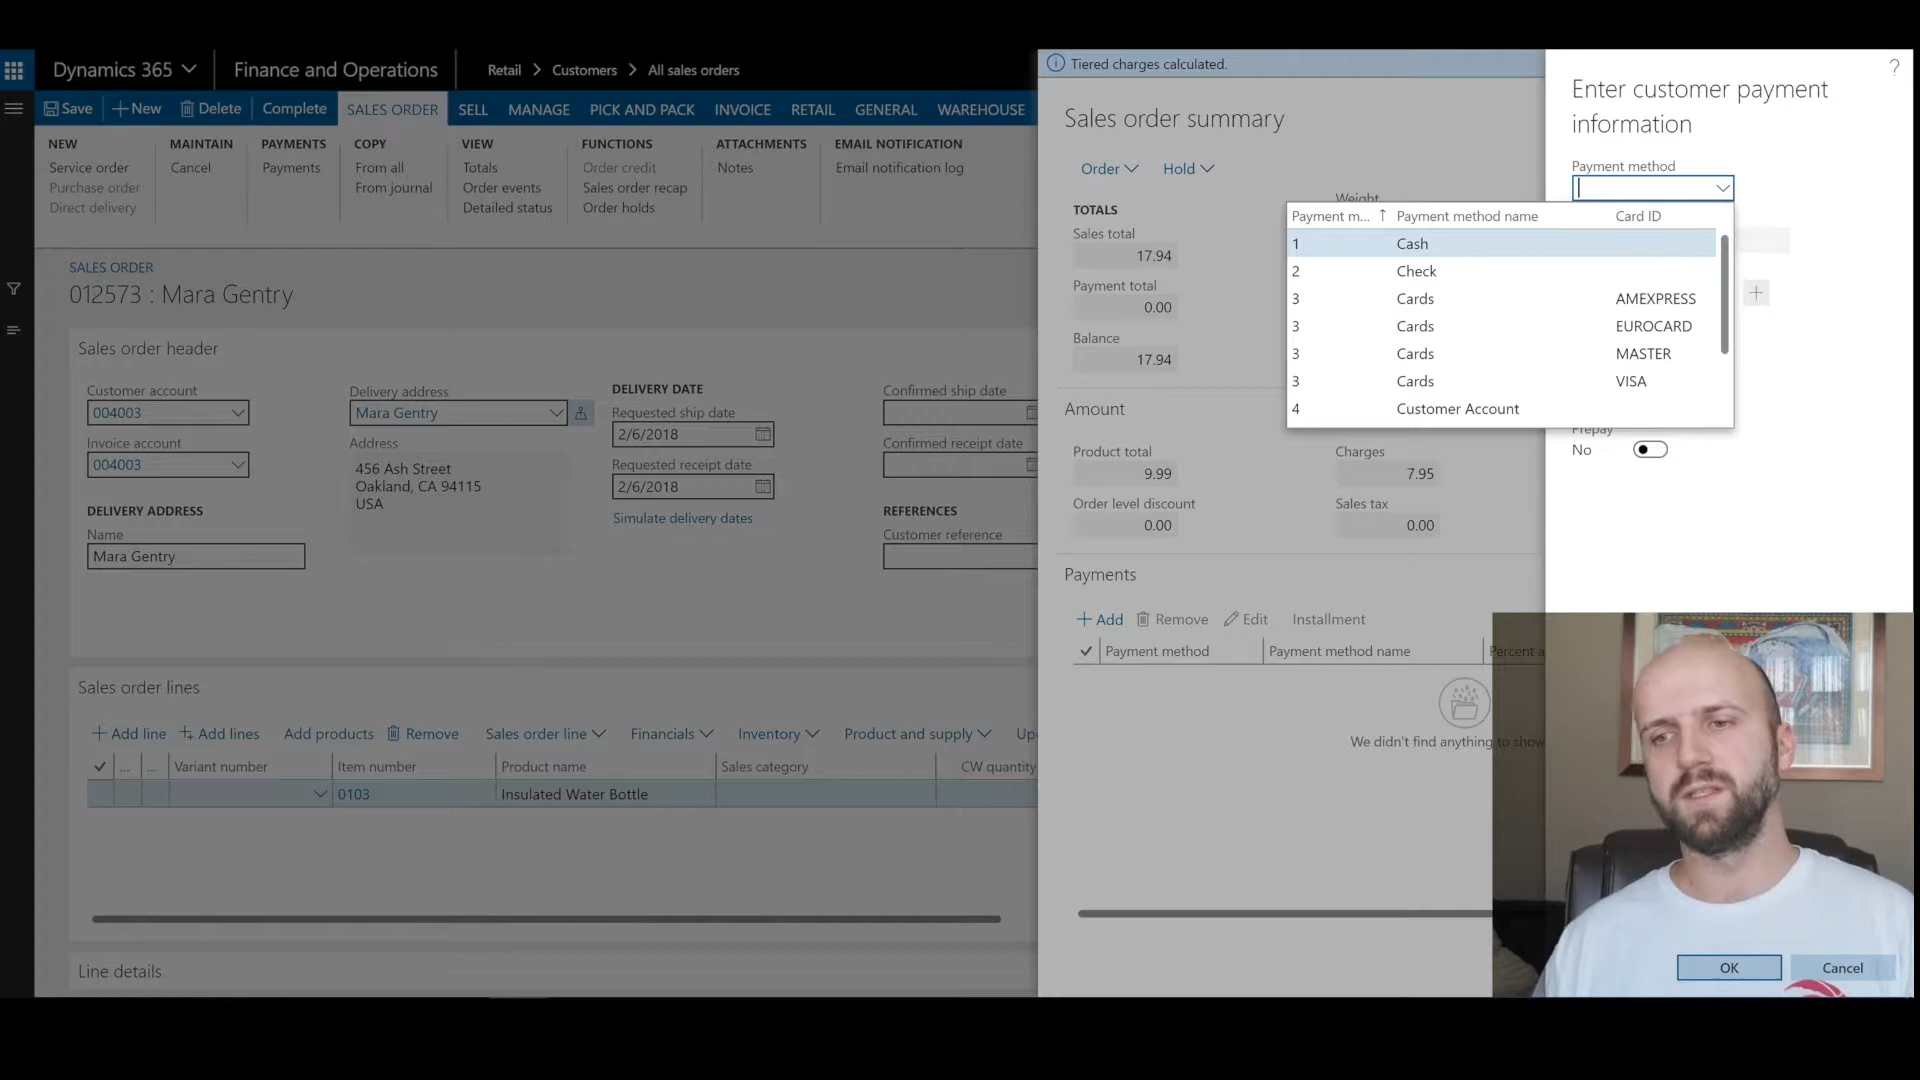 Dynamics 365
Finance and Operations
Retail > Customers > All sales orders
Save
New
Delete
Complete
SALES ORDER
SELL
MANAGE
PICK AND PACK
INVOICE
RETAIL
GENERAL
WAREHOUSE
NEW
Service order
Purchase order
Direct delivery
MAINTAIN
Cancel
PAYMENTS
Payments
COPY
From all
From journal
VIEW
Totals
Order events
Detailed status
FUNCTIONS
Order credit
Sales order recap
Order holds
ATTACHMENTS
Notes
EMAIL NOTIFICATION
Email notification log
SALES ORDER
012573 : Mara Gentry
Sales order header
Customer account
004003
Invoice account
004003
DELIVERY ADDRESS
Name
Mara Gentry
Delivery address
Mara Gentry
Address
456 Ash Street
Oakland, CA 94115
USA
DELIVERY DATE
Requested ship date
2/6/2018
Requested receipt date
2/6/2018
Simulate delivery dates
Confirmed ship date
Confirmed receipt date
REFERENCES
Customer reference
Sales order lines
Add line
Add lines
Add products
Remove
Sales order line
Financials
Inventory
Product and supply
... ... Variant number Item number Product name Sales category CW quantity
0103 Insulated Water Bottle
Line details
Tiered charges calculated.
Sales order summary
Order
Hold
TOTALS
Sales total
17.94
Payment total
0.00
Balance
17.94
Weight
Amount
Product total
9.99
Order level discount
0.00
Charges
7.95
Sales tax
0.00
Payments
Add
Remove
Edit
Installment
Payment method Payment method name Percent a
We didn't find anything to show
?
Enter customer payment
information
Payment method
Payment m... ↑ Payment method name Card ID
1 Cash
2 Check
3 Cards AMEXPRESS
3 Cards EUROCARD
3 Cards MASTER
3 Cards VISA
4 Customer Account
Prepay
No
OK
Cancel